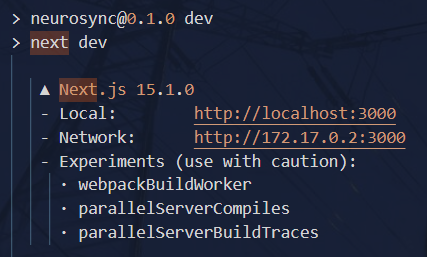 > neurosync@0.1.0 dev
> next dev
▲ Next.js 15.1.0
- Local: http://localhost:3000
- Network: http://172.17.0.2:3000
- Experiments (use with caution):
· webpackBuildWorker
· parallelServerCompiles
· parallelServerBuildTraces